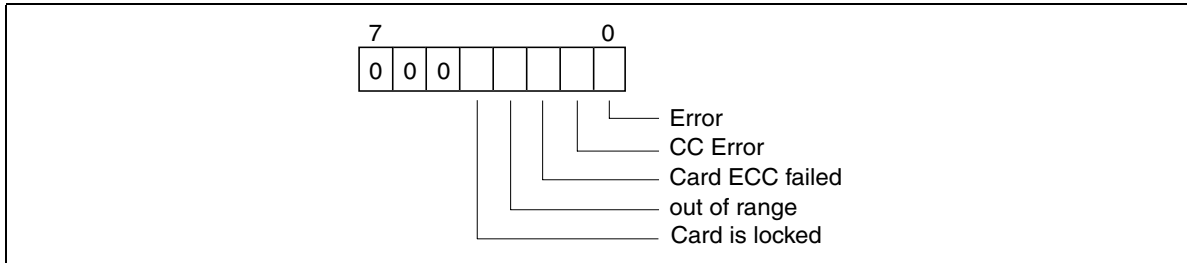 7 0
0 0 0
Error
CC Error
Card ECC failed
out of range
Card is locked